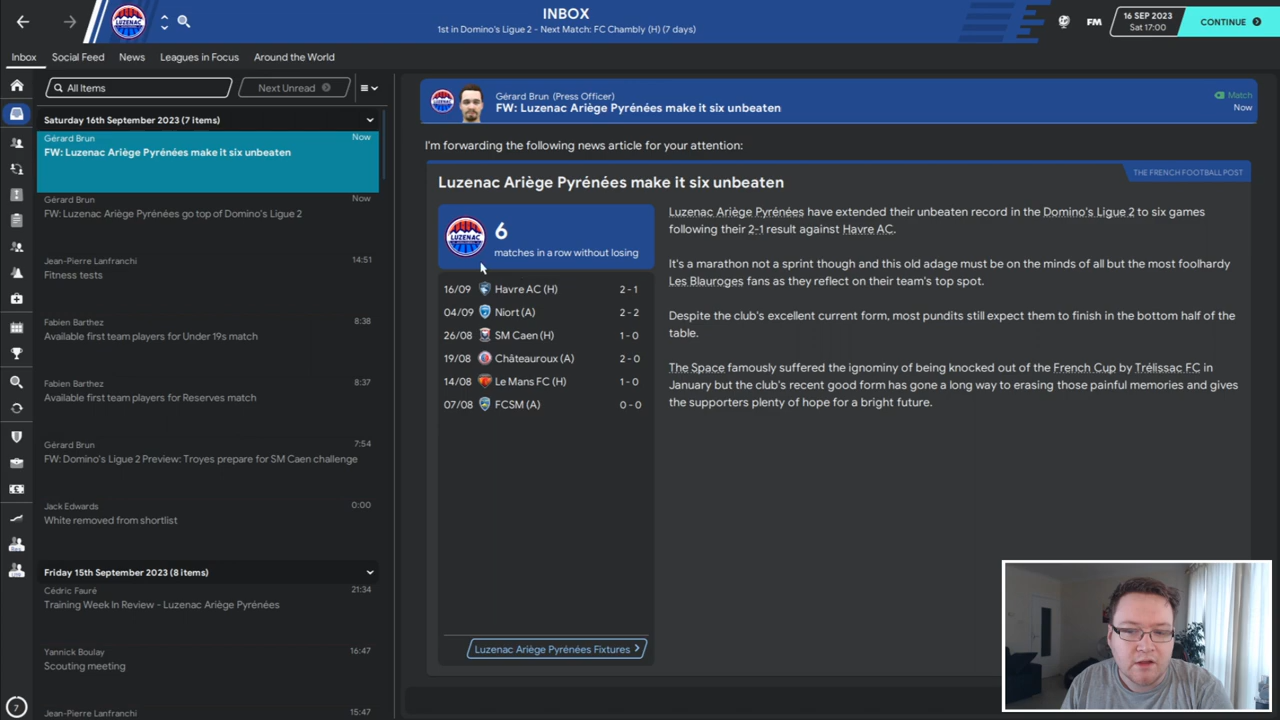 INBOX
1st in Domino's Ligue 2 - Next Match: FC Chambly (H) (7 days)
FM
16 SEP 2023
Sat 17:00
CONTINUE
LUZENAC
Inbox
Social Feed
News
Leagues in Focus
Around the World
All Items
Next Unread
Saturday 16th September 2023 (7 items)
Gérard Brun
Now
FW: Luzenac Ariège Pyrénées make it six unbeaten
Gérard Brun
Now
FW: Luzenac Ariège Pyrénées go top of Domino's Ligue 2
Jean-Pierre Lanfranchi
14:51
Fitness tests
Fabien Barthez
8:38
Available first team players for Under 19s match
Fabien Barthez
8:37
Available first team players for Reserves match
Gérard Brun
7:54
FW: Domino's Ligue 2 Preview: Troyes prepare for SM Caen challenge
Jack Edwards
0:00
White removed from shortlist
Friday 15th September 2023 (8 items)
Cédric Fauré
21:34
Training Week In Review - Luzenac Ariège Pyrénées
Yannick Boulay
16:47
Scouting meeting
Jean-Pierre Lanfranchi
15:47
7
Gérard Brun (Press Officer)
FW: Luzenac Ariège Pyrénées make it six unbeaten
Match
Now
I'm forwarding the following news article for your attention:
THE FRENCH FOOTBALL POST
Luzenac Ariège Pyrénées make it six unbeaten
LUZENAC
6
matches in a row without losing
16/09 Havre AC (H) 2 - 1
04/09 Niort (A) 2 - 2
26/08 SM Caen (H) 1 - 0
19/08 Châteauroux (A) 2 - 0
14/08 Le Mans FC (H) 1 - 0
07/08 FCSM (A) 0 - 0
Luzenac Ariège Pyrénées Fixtures
Luzenac Ariège Pyrénées have extended their unbeaten record in the Domino's Ligue 2 to six games
following their 2-1 result against Havre AC.
It's a marathon not a sprint though and this old adage must be on the minds of all but the most foolhardy
Les Blauroges fans as they reflect on their team's top spot.
Despite the club's excellent current form, most pundits still expect them to finish in the bottom half of the
table.
The Space famously suffered the ignominy of being knocked out of the French Cup by Trélissac FC in
January but the club's recent good form has gone a long way to erasing those painful memories and gives
the supporters plenty of hope for a bright future.